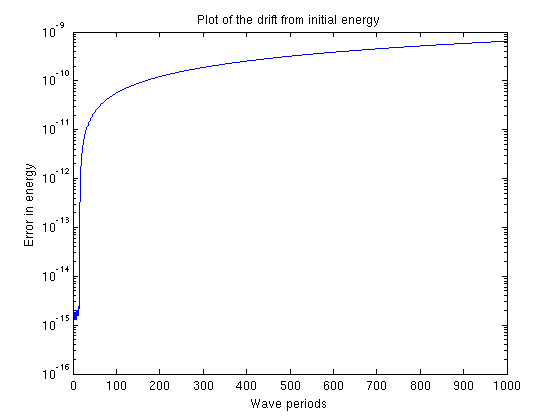 Plot of the drift from initial energy
10^-9
10^-10
10^-11
10^-12
10^-13
10^-14
10^-15
10^-16
Error in energy
0 100 200 300 400 500 600 700 800 900 1000
Wave periods